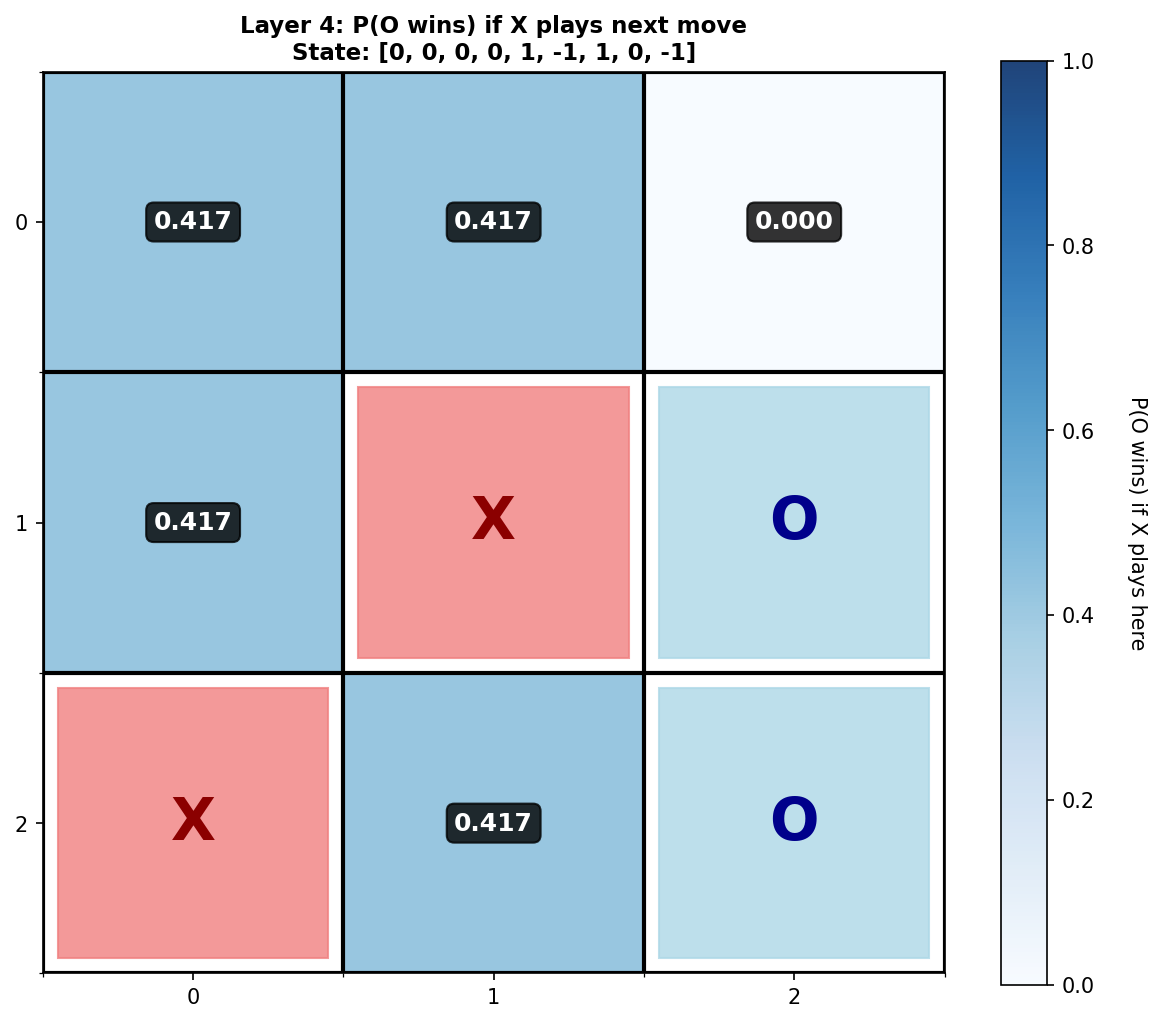 Layer 4: P(O wins) if X plays next move
State: [0, 0, 0, 0, 1, -1, 1, 0, -1]
0
0.417
0.417
0.000
1
0.417
X
O
2
X
0.417
O
0
1
2
1.0
0.8
0.6
0.4
0.2
0.0
P(O wins) if X plays here